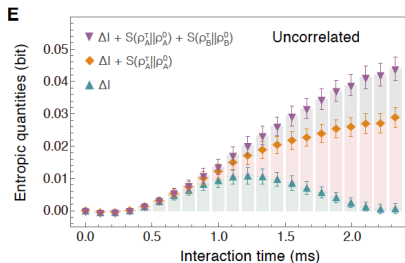 E
ΔI + S(ρ_A^τ||ρ_A^0) + S(ρ_B^τ||ρ_B^0)
Uncorrelated
ΔI + S(ρ_A^τ||ρ_A^0)
ΔI
Entropic quantities (bit)
0.05
0.04
0.03
0.02
0.01
0.00
0.0 0.5 1.0 1.5 2.0
Interaction time (ms)